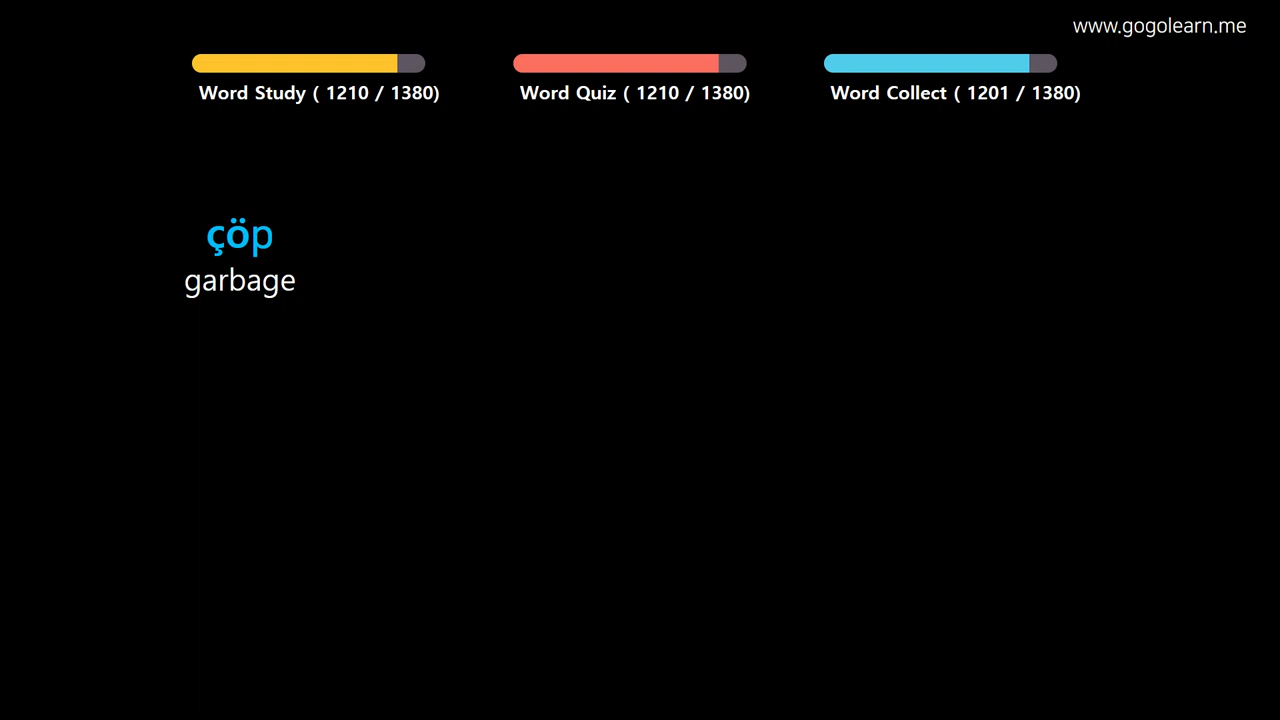 www.gogolearn.me
Word Study ( 1210 / 1380)
Word Quiz ( 1210 / 1380)
Word Collect ( 1201 / 1380)
çöp
garbage